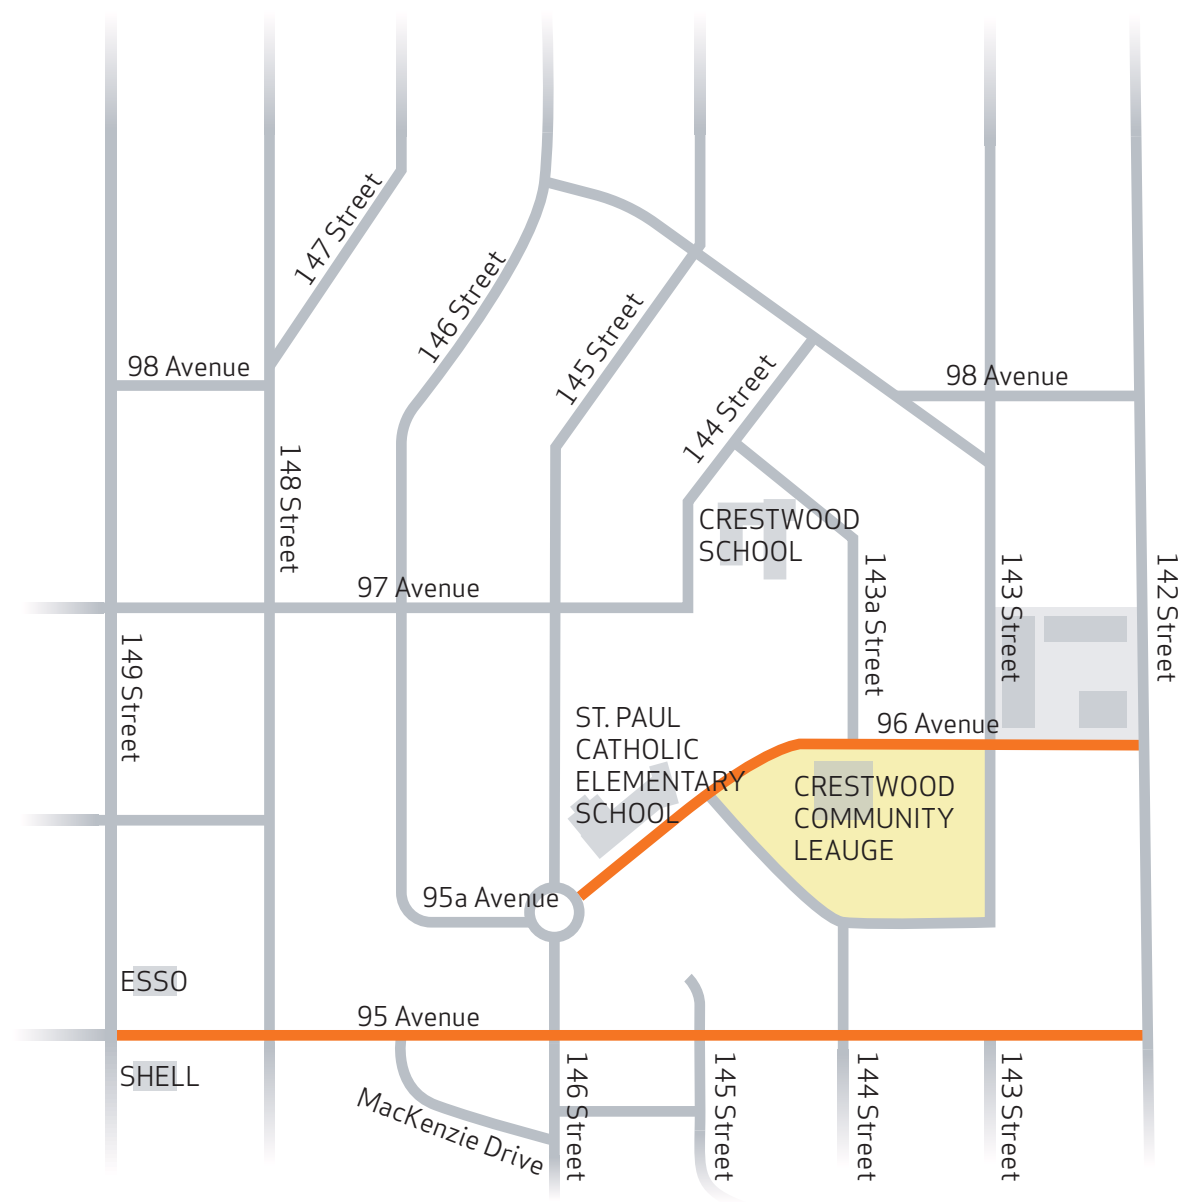 147 Street
146 Street
145 Street
98 Avenue
144 Street
98 Avenue
148 Street
CRESTWOOD
SCHOOL
143a Street
143 Street
142 Street
97 Avenue
149 Street
ST. PAUL
CATHOLIC
ELEMENTARY
SCHOOL
96 Avenue
CRESTWOOD
COMMUNITY
LEAUGE
95a Avenue
ESSO
95 Avenue
SHELL
MacKenzie Drive
146 Street
145 Street
144 Street
143 Street